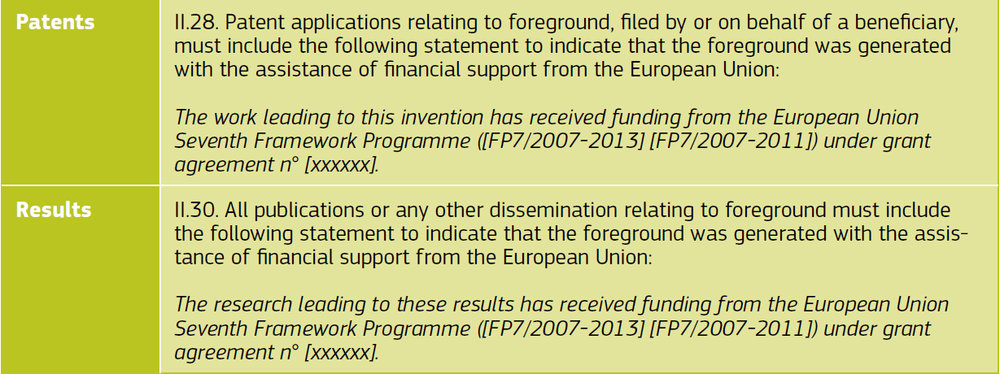 Patents
II.28. Patent applications relating to foreground, filed by or on behalf of a beneficiary,
must include the following statement to indicate that the foreground was generated
with the assistance of financial support from the European Union:
The work leading to this invention has received funding from the European Union
Seventh Framework Programme ([FP7/2007-2013] [FP7/2007-2011]) under grant
agreement n° [xxxxxx].
Results
II.30. All publications or any other dissemination relating to foreground must include
the following statement to indicate that the foreground was generated with the assis-
tance of financial support from the European Union:
The research leading to these results has received funding from the European Union
Seventh Framework Programme ([FP7/2007-2013] [FP7/2007-2011]) under grant
agreement n° [xxxxxx].